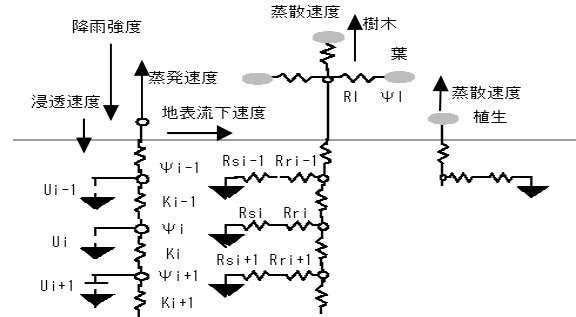 蒸散速度
降雨強度
樹木
葉
蒸発速度
浸透速度
Rl
Ψl
蒸散速度
地表流下速度
植生
Ψi-1
Rsi-1
Rri-1
Ui-1
Ki-1
Ψi
Rsi
Rri
Ui
Ki
Ψi+1
Rsi+1
Rri+1
Ui+1
Ki+1